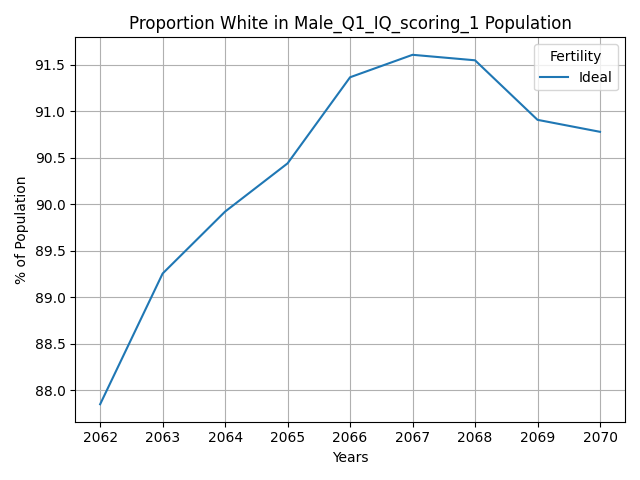 Proportion White in Male_Q1_IQ_scoring_1 Population
Fertility
Ideal
% of Population
91.5
91.0
90.5
90.0
89.5
89.0
88.5
88.0
2062 2063 2064 2065 2066 2067 2068 2069 2070
Years